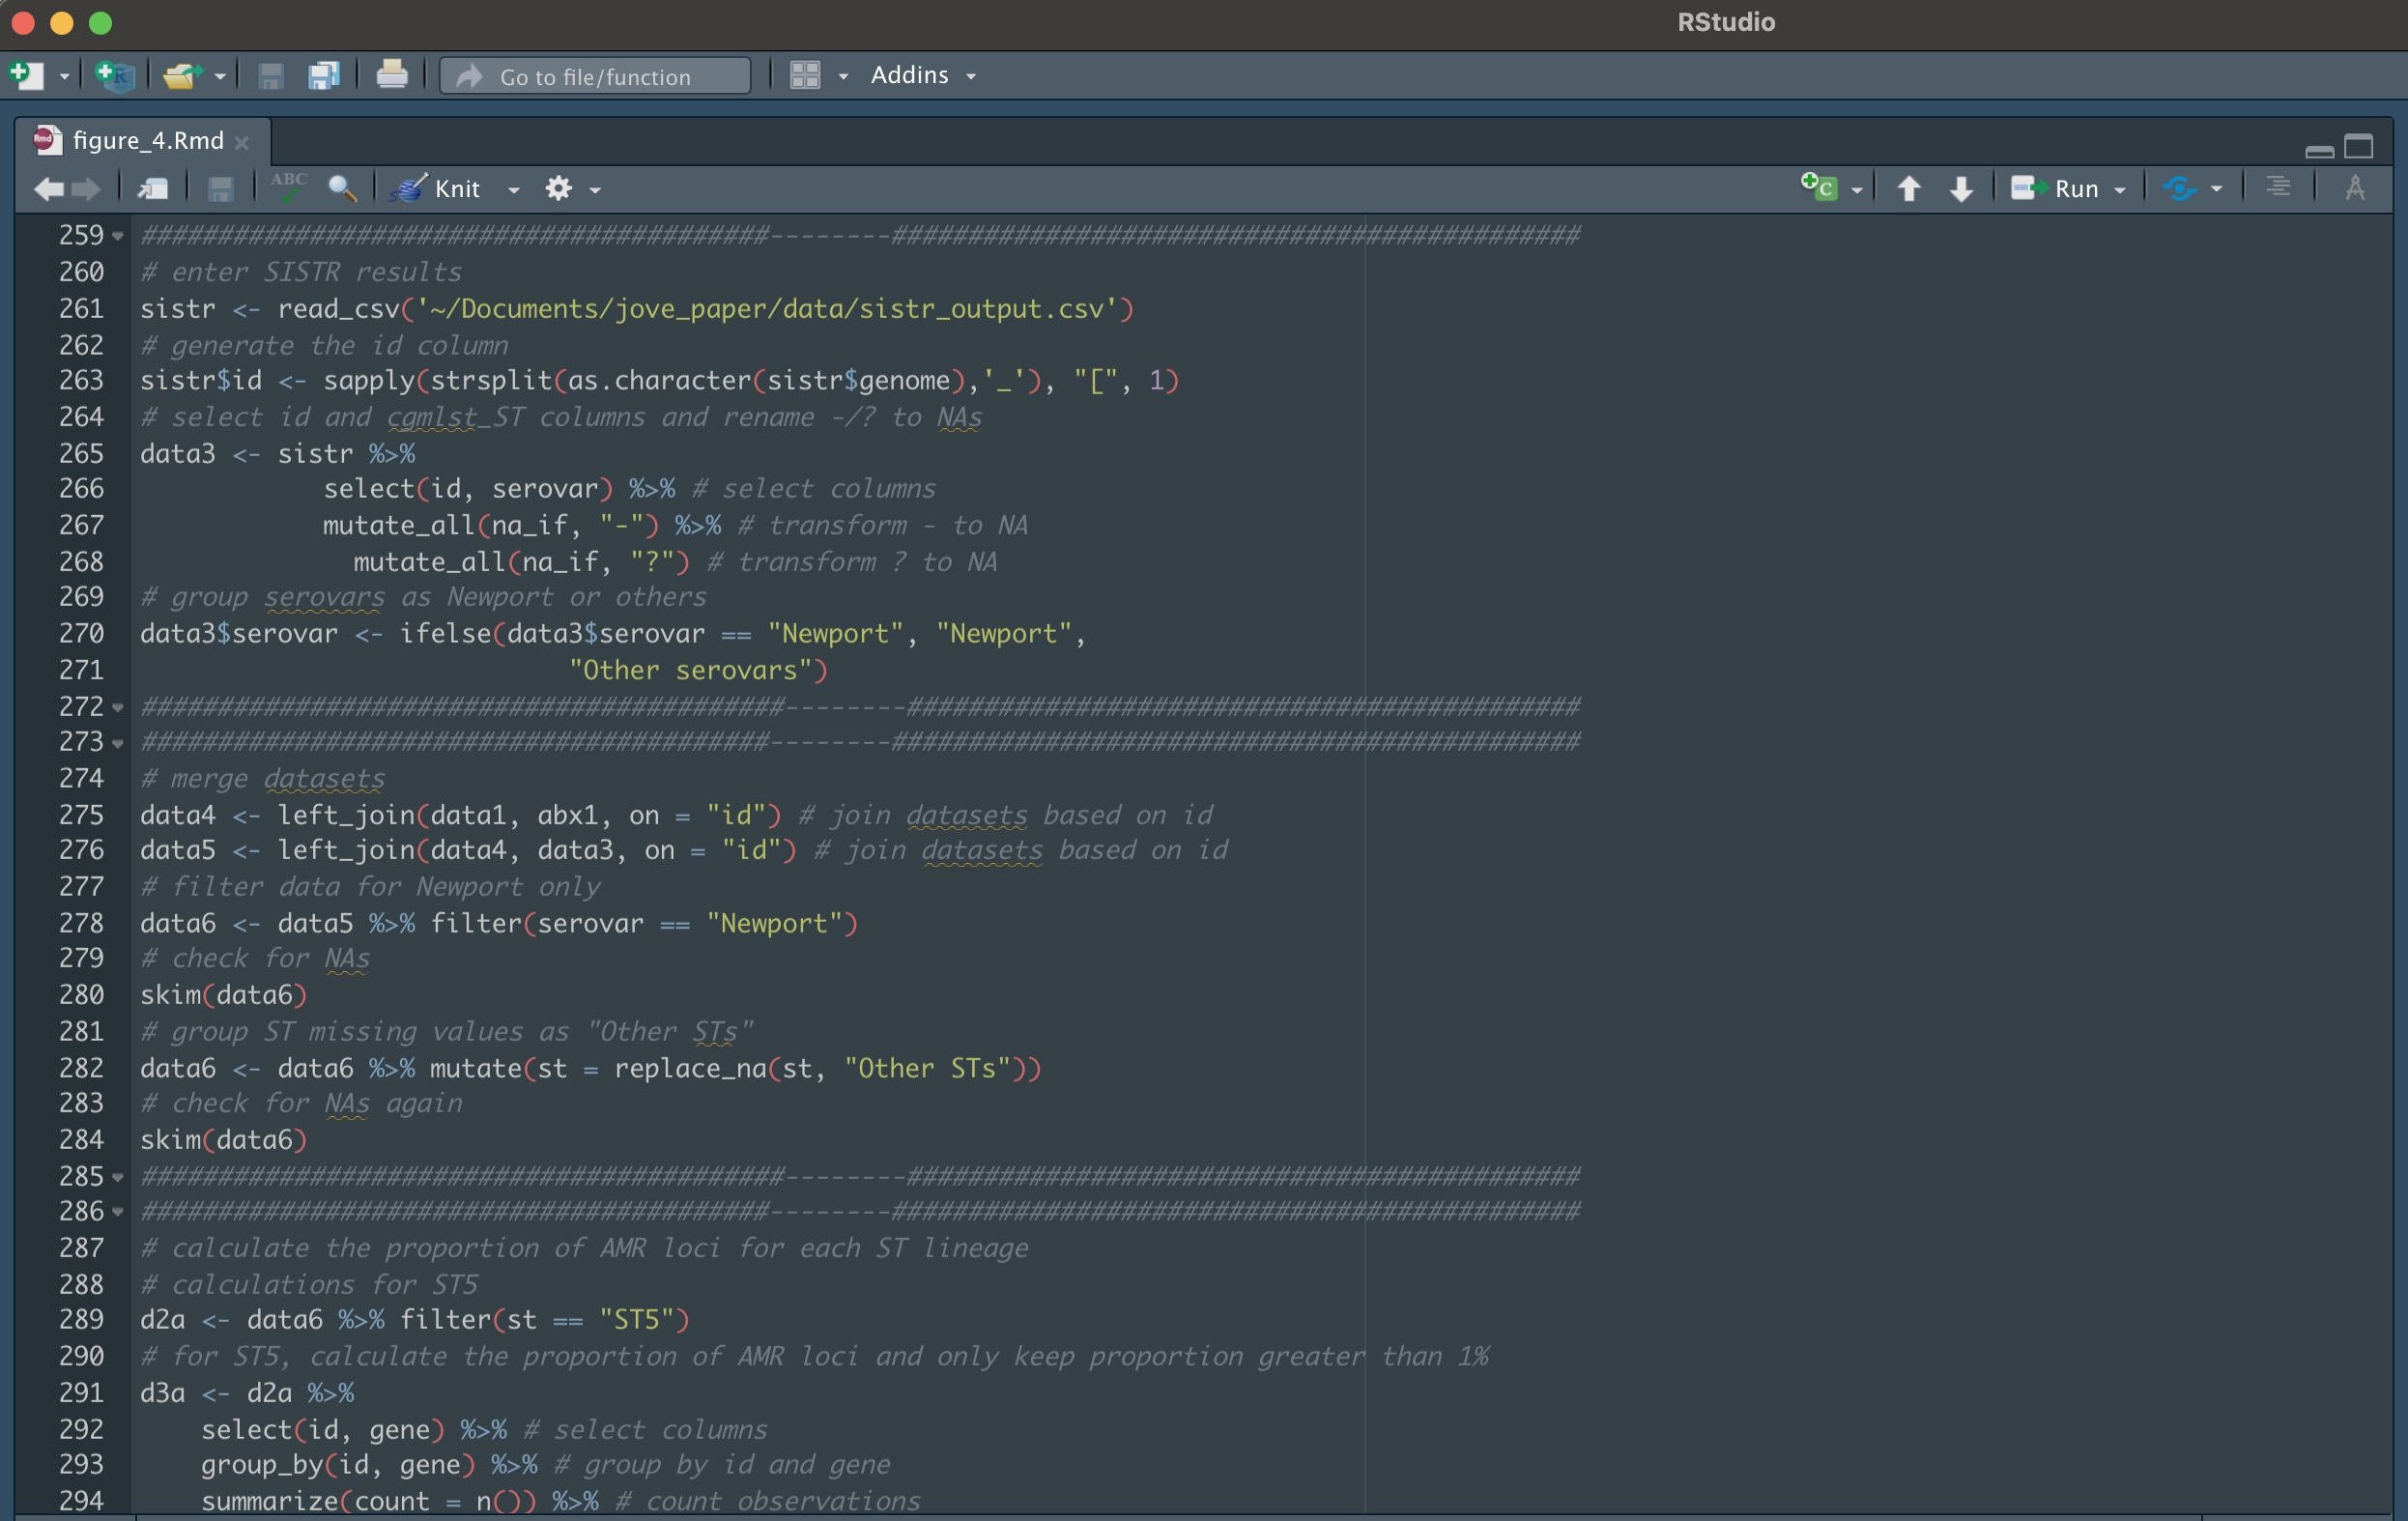 RStudio
Go to file/function Addins
figure_4.Rmd
ABC Knit Run
259 #########################################--------#############################################
260 # enter SISTR results
261 sistr <- read_csv('~/Documents/jove_paper/data/sistr_output.csv')
262 # generate the id column
263 sistr$id <- sapply(strsplit(as.character(sistr$genome),'_'), "[", 1)
264 # select id and cgmlst_ST columns and rename -/? to NAs
265 data3 <- sistr %>%
266 select(id, serovar) %>% # select columns
267 mutate_all(na_if, "-") %>% # transform - to NA
268 mutate_all(na_if, "?") # transform ? to NA
269 # group serovars as Newport or others
270 data3$serovar <- ifelse(data3$serovar == "Newport", "Newport",
271 "Other serovars")
272 ##########################################--------############################################
273 #########################################--------#############################################
274 # merge datasets
275 data4 <- left_join(data1, abx1, on = "id") # join datasets based on id
276 data5 <- left_join(data4, data3, on = "id") # join datasets based on id
277 # filter data for Newport only
278 data6 <- data5 %>% filter(serovar == "Newport")
279 # check for NAs
280 skim(data6)
281 # group ST missing values as "Other STs"
282 data6 <- data6 %>% mutate(st = replace_na(st, "Other STs"))
283 # check for NAs again
284 skim(data6)
285 ##########################################--------############################################
286 #########################################--------#############################################
287 # calculate the proportion of AMR loci for each ST lineage
288 # calculations for ST5
289 d2a <- data6 %>% filter(st == "ST5")
290 # for ST5, calculate the proportion of AMR loci and only keep proportion greater than 1%
291 d3a <- d2a %>%
292 select(id, gene) %>% # select columns
293 group_by(id, gene) %>% # group by id and gene
294 summarize(count = n()) %>% # count observations